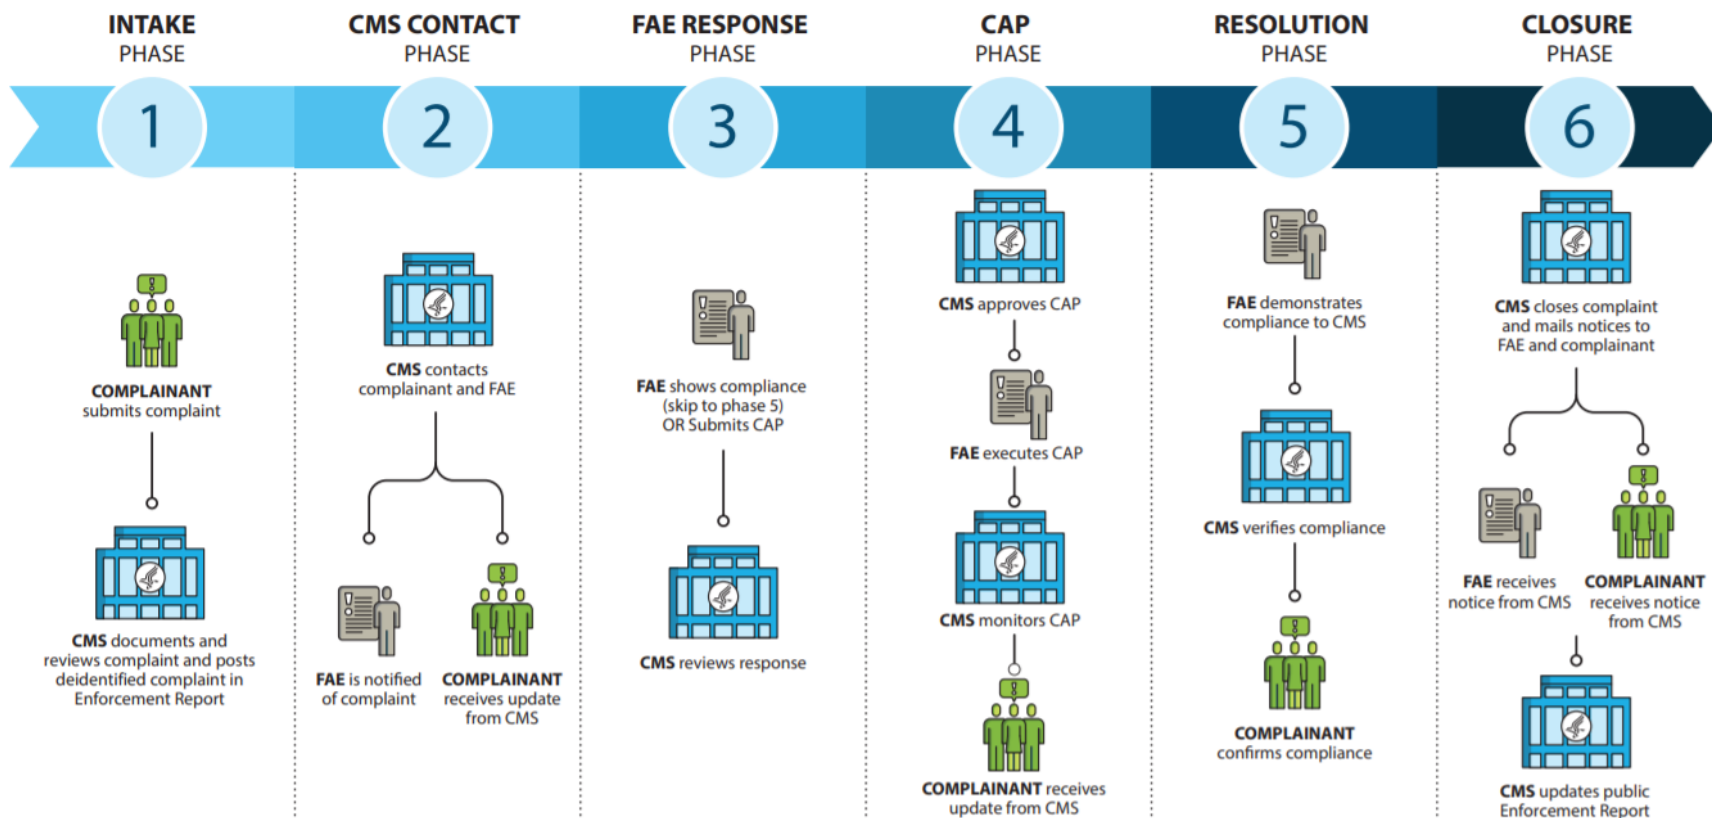 INTAKE
PHASE
1
COMPLAINANT
submits complaint
CMS documents and
reviews complaint and posts
deidentified complaint in
Enforcement Report
CMS CONTACT
PHASE
2
CMS contacts
complainant and FAE
FAE is notified
of complaint
COMPLAINANT
receives update
from CMS
FAE RESPONSE
PHASE
3
FAE shows compliance
(skip to phase 5)
OR Submits CAP
CMS reviews response
CAP
PHASE
4
CMS approves CAP
FAE executes CAP
CMS monitors CAP
COMPLAINANT receives
update from CMS
RESOLUTION
PHASE
5
FAE demonstrates
compliance to CMS
CMS verifies compliance
COMPLAINANT
confirms compliance
CLOSURE
PHASE
6
CMS closes complaint
and mails notices to
FAE and complainant
FAE receives
notice from CMS
COMPLAINANT
receives notice
from CMS
CMS updates public
Enforcement Report